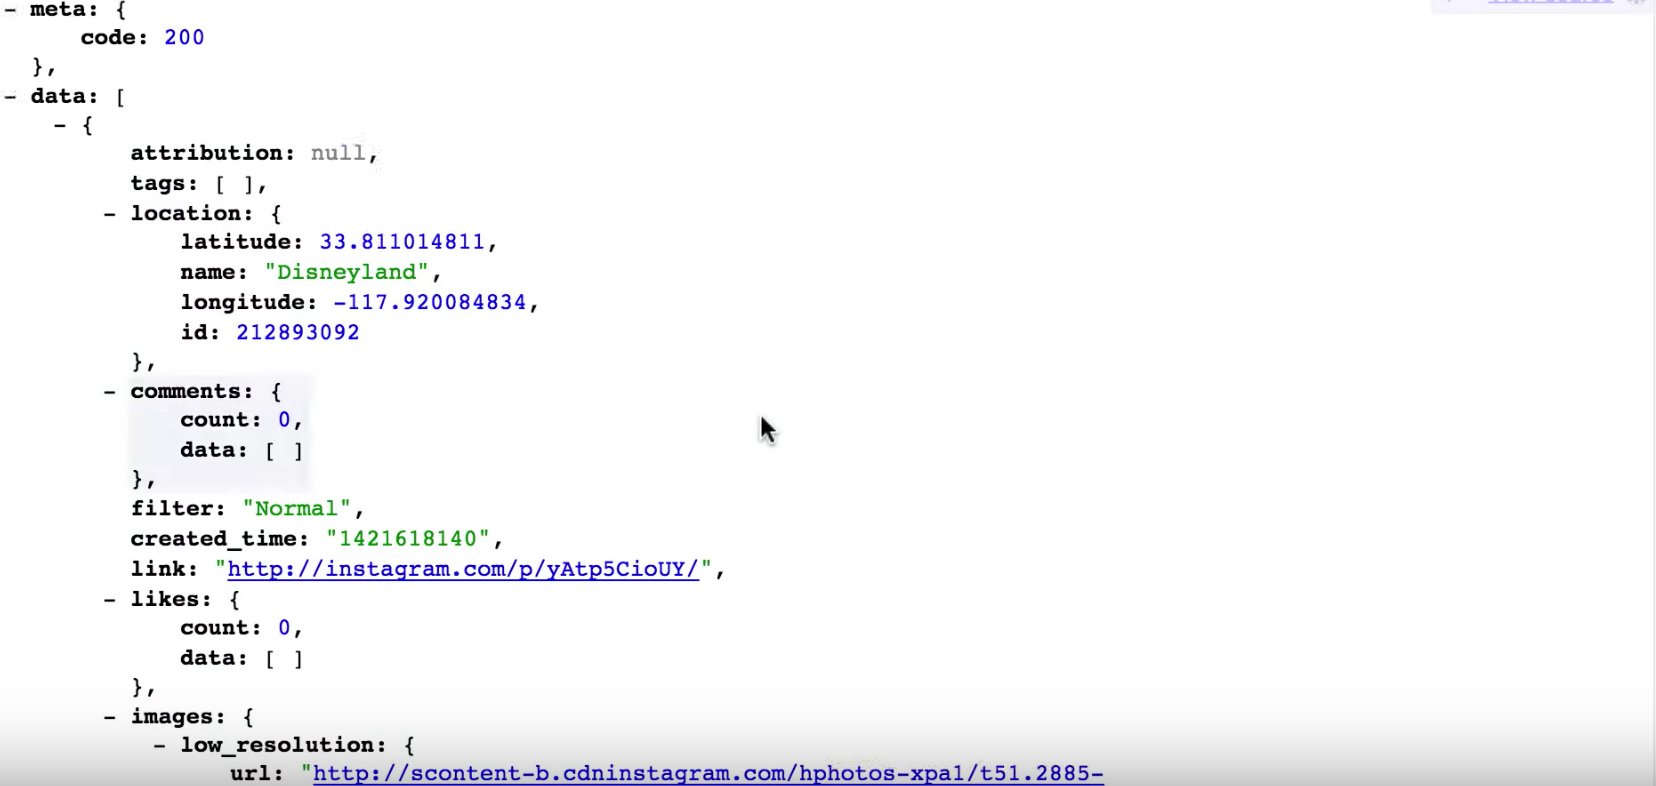 - meta: {
code: 200
},
- data: [
- {
attribution: null,
tags: [ ],
- location: {
latitude: 33.811014811,
name: "Disneyland",
longitude: -117.920084834,
id: 212893092
},
- comments: {
count: 0,
data: [ ]
},
filter: "Normal",
created_time: "1421618140",
link: "http://instagram.com/p/yAtp5CioUY/",
- likes: {
count: 0,
data: [ ]
},
- images: {
- low_resolution: {
url: "http://scontent-b.cdninstagram.com/hphotos-xpa1/t51.2885-